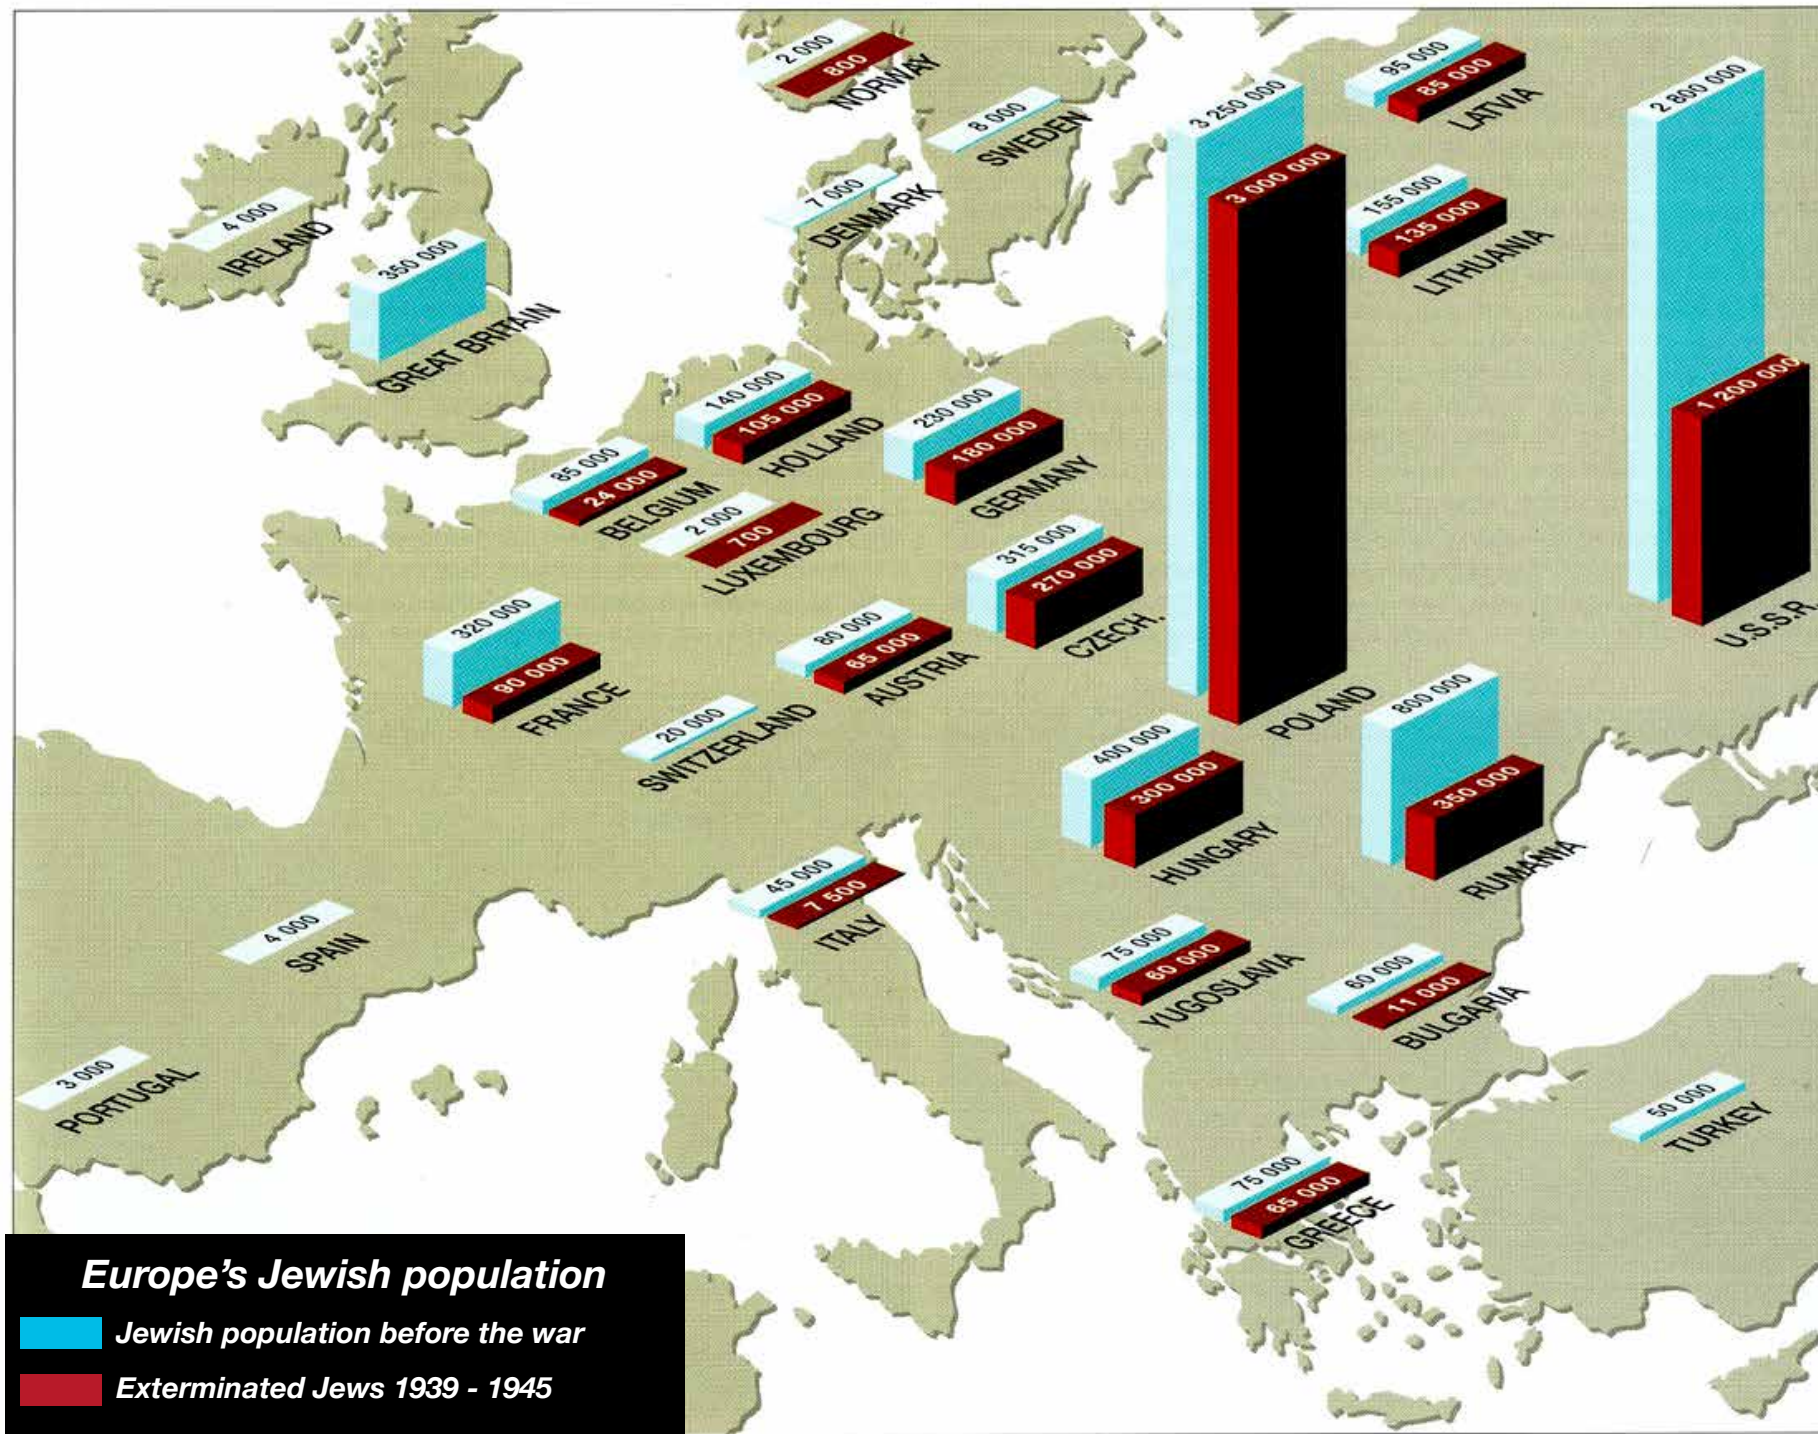 2 000
800
NORWAY
8 000
SWEDEN
7 000
DENMARK
95 000
85 000
LATVIA
155 000
135 000
LITHUANIA
3 250 000
3 000 000
POLAND
2 800 000
1 200 000
U.S.S.R.
4 000
IRELAND
350 000
GREAT BRITAIN
140 000
105 000
HOLLAND
230 000
180 000
GERMANY
85 000
24 000
BELGIUM
2 000
700
LUXEMBOURG
315 000
270 000
CZECH.
320 000
90 000
FRANCE
80 000
65 000
AUSTRIA
20 000
SWITZERLAND
400 000
300 000
HUNGARY
800 000
350 000
RUMANIA
45 000
7 500
ITALY
4 000
SPAIN
75 000
60 000
YUGOSLAVIA
60 000
11 000
BULGARIA
3 000
PORTUGAL
50 000
TURKEY
75 000
65 000
GREECE
Europe's Jewish population
Jewish population before the war
Exterminated Jews 1939 - 1945